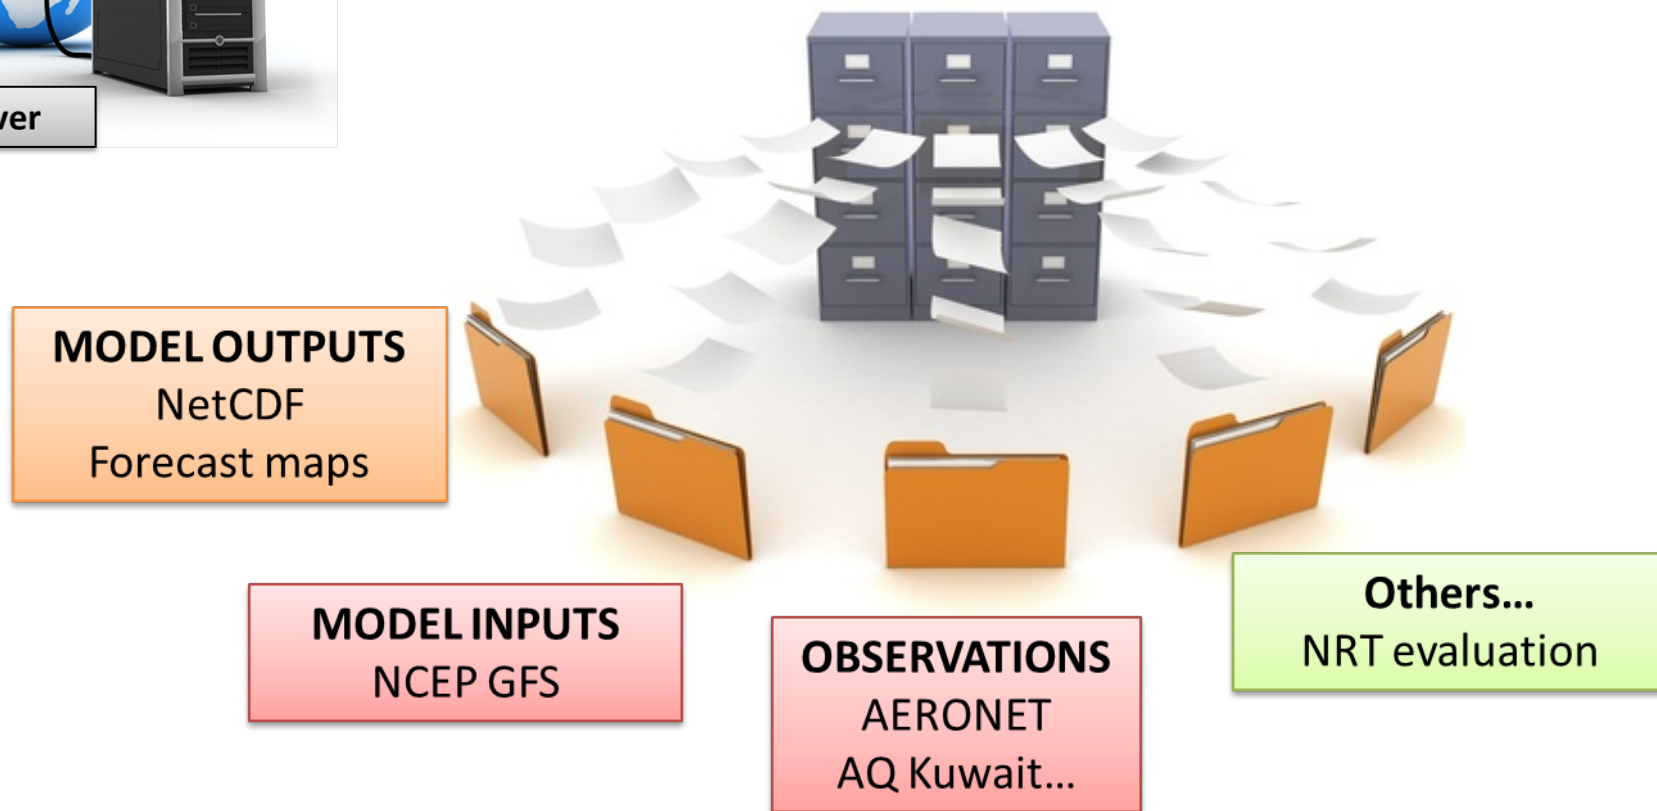 ver
MODEL OUTPUTS
NetCDF
Forecast maps
MODEL INPUTS
NCEP GFS
OBSERVATIONS
AERONET
AQ Kuwait...
Others...
NRT evaluation